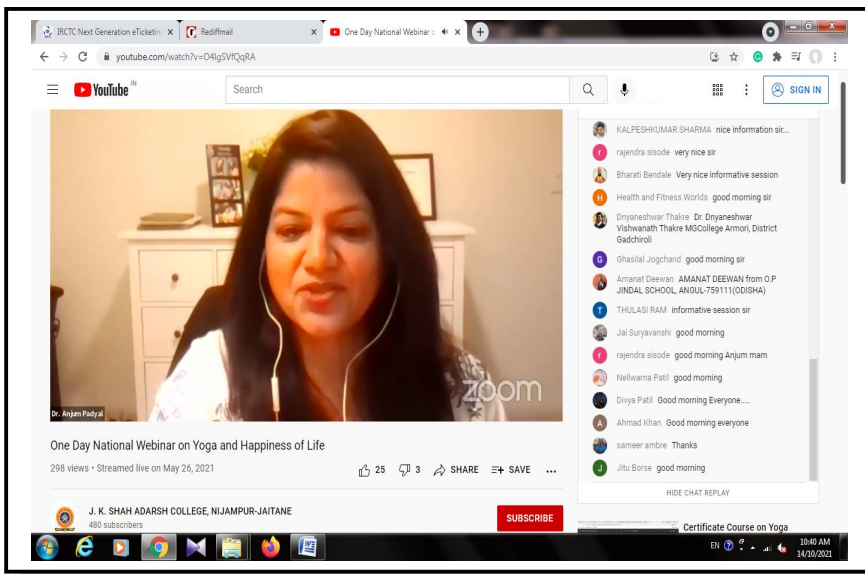 IRCTC Next Generation eTicketin
Rediffmail
One Day National Webinar o
youtube.com/watch?v=O4IgSVfQqRA
YouTube IN
Search
SIGN IN
zoom
Dr. Anjum Padyal
One Day National Webinar on Yoga and Happiness of Life
298 views • Streamed live on May 26, 2021
25
3
SHARE
SAVE
J. K. SHAH ADARSH COLLEGE, NIJAMPUR-JAITANE
480 subscribers
SUBSCRIBE
KALPESHKUMAR SHARMA nice information sir...
r
rajendra sisode very nice sir
Bharati Bendale Very nice informative session
H
Health and Fitness Worlds good morning sir
Dnyaneshwar Thakre Dr. Dnyaneshwar
Vishwanath Thakre MGCollege Armori, District
Gadchiroli
G
Ghasilal Jogchand good morning sir
Amanat Deewan AMANAT DEEWAN from O.P
JINDAL SCHOOL, ANGUL-759111(ODISHA)
T
THULASI RAM informative session sir
Jai Suryavanshi good morning
r
rajendra sisode good morning Anjum mam
Nellwarna Patil good morning
Divya Patil Good morning Everyone.....
A
Ahmad Khan Good morning everyone
sameer ambre Thanks
J
Jitu Borse good morning
HIDE CHAT REPLAY
Certificate Course on Yoga
EN
10:40 AM
14/10/2021